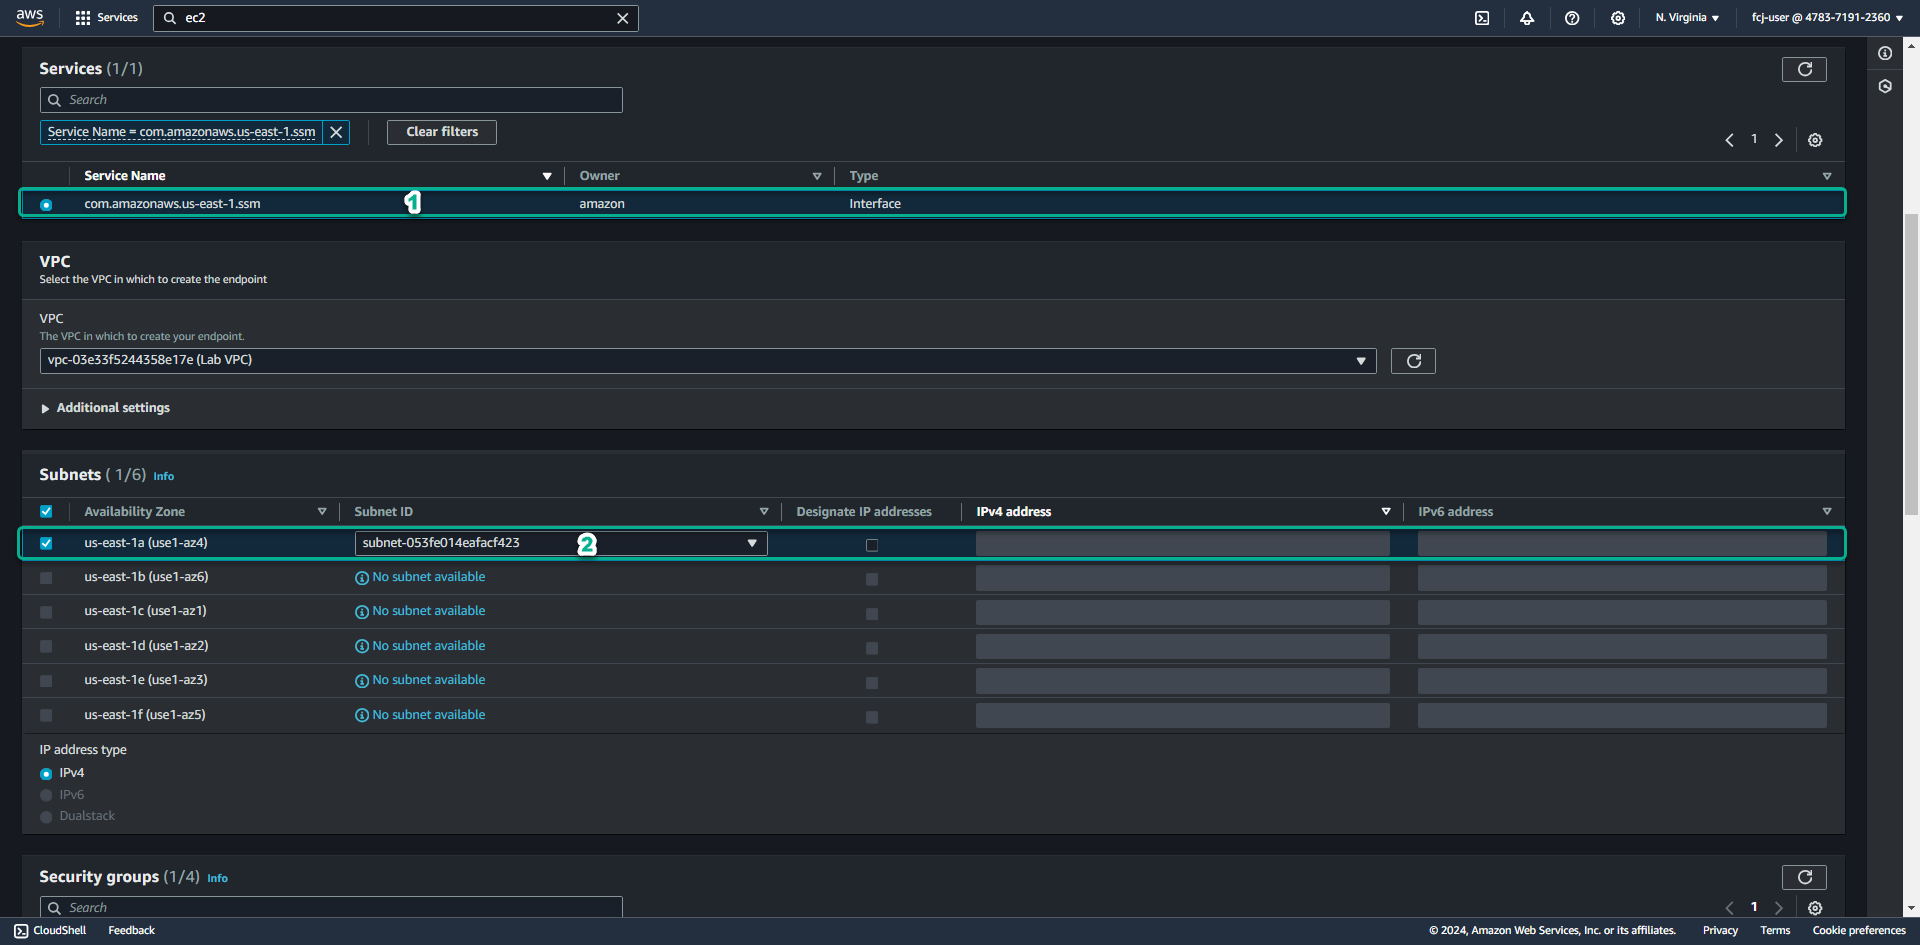 aws Services ec2 N. Virginia fcj-user @ 4783-7191-2360
Services (1/1)
Search
Service Name = com.amazonaws.us-east-1.ssm Clear filters
1
Service Name Owner Type
com.amazonaws.us-east-1.ssm 1 amazon Interface
VPC
Select the VPC in which to create the endpoint
VPC
The VPC in which to create your endpoint.
vpc-03e33f5244358e17e (Lab VPC)
Additional settings
Subnets ( 1/6) Info
Availability Zone Subnet ID Designate IP addresses IPv4 address IPv6 address
us-east-1a (use1-az4) subnet-053fe014eafacf423 2
us-east-1b (use1-az6) No subnet available
us-east-1c (use1-az1) No subnet available
us-east-1d (use1-az2) No subnet available
us-east-1e (use1-az3) No subnet available
us-east-1f (use1-az5) No subnet available
IP address type
IPv4
IPv6
Dualstack
Security groups (1/4) Info
Search 1
CloudShell Feedback © 2024, Amazon Web Services, Inc. or its affiliates. Privacy Terms Cookie preferences